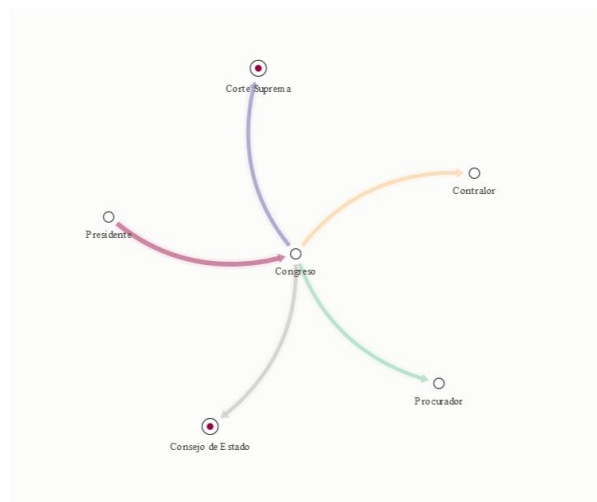 Corte Suprema
Contralor
Presidente
Congreso
Procurador
Consejo de Estado